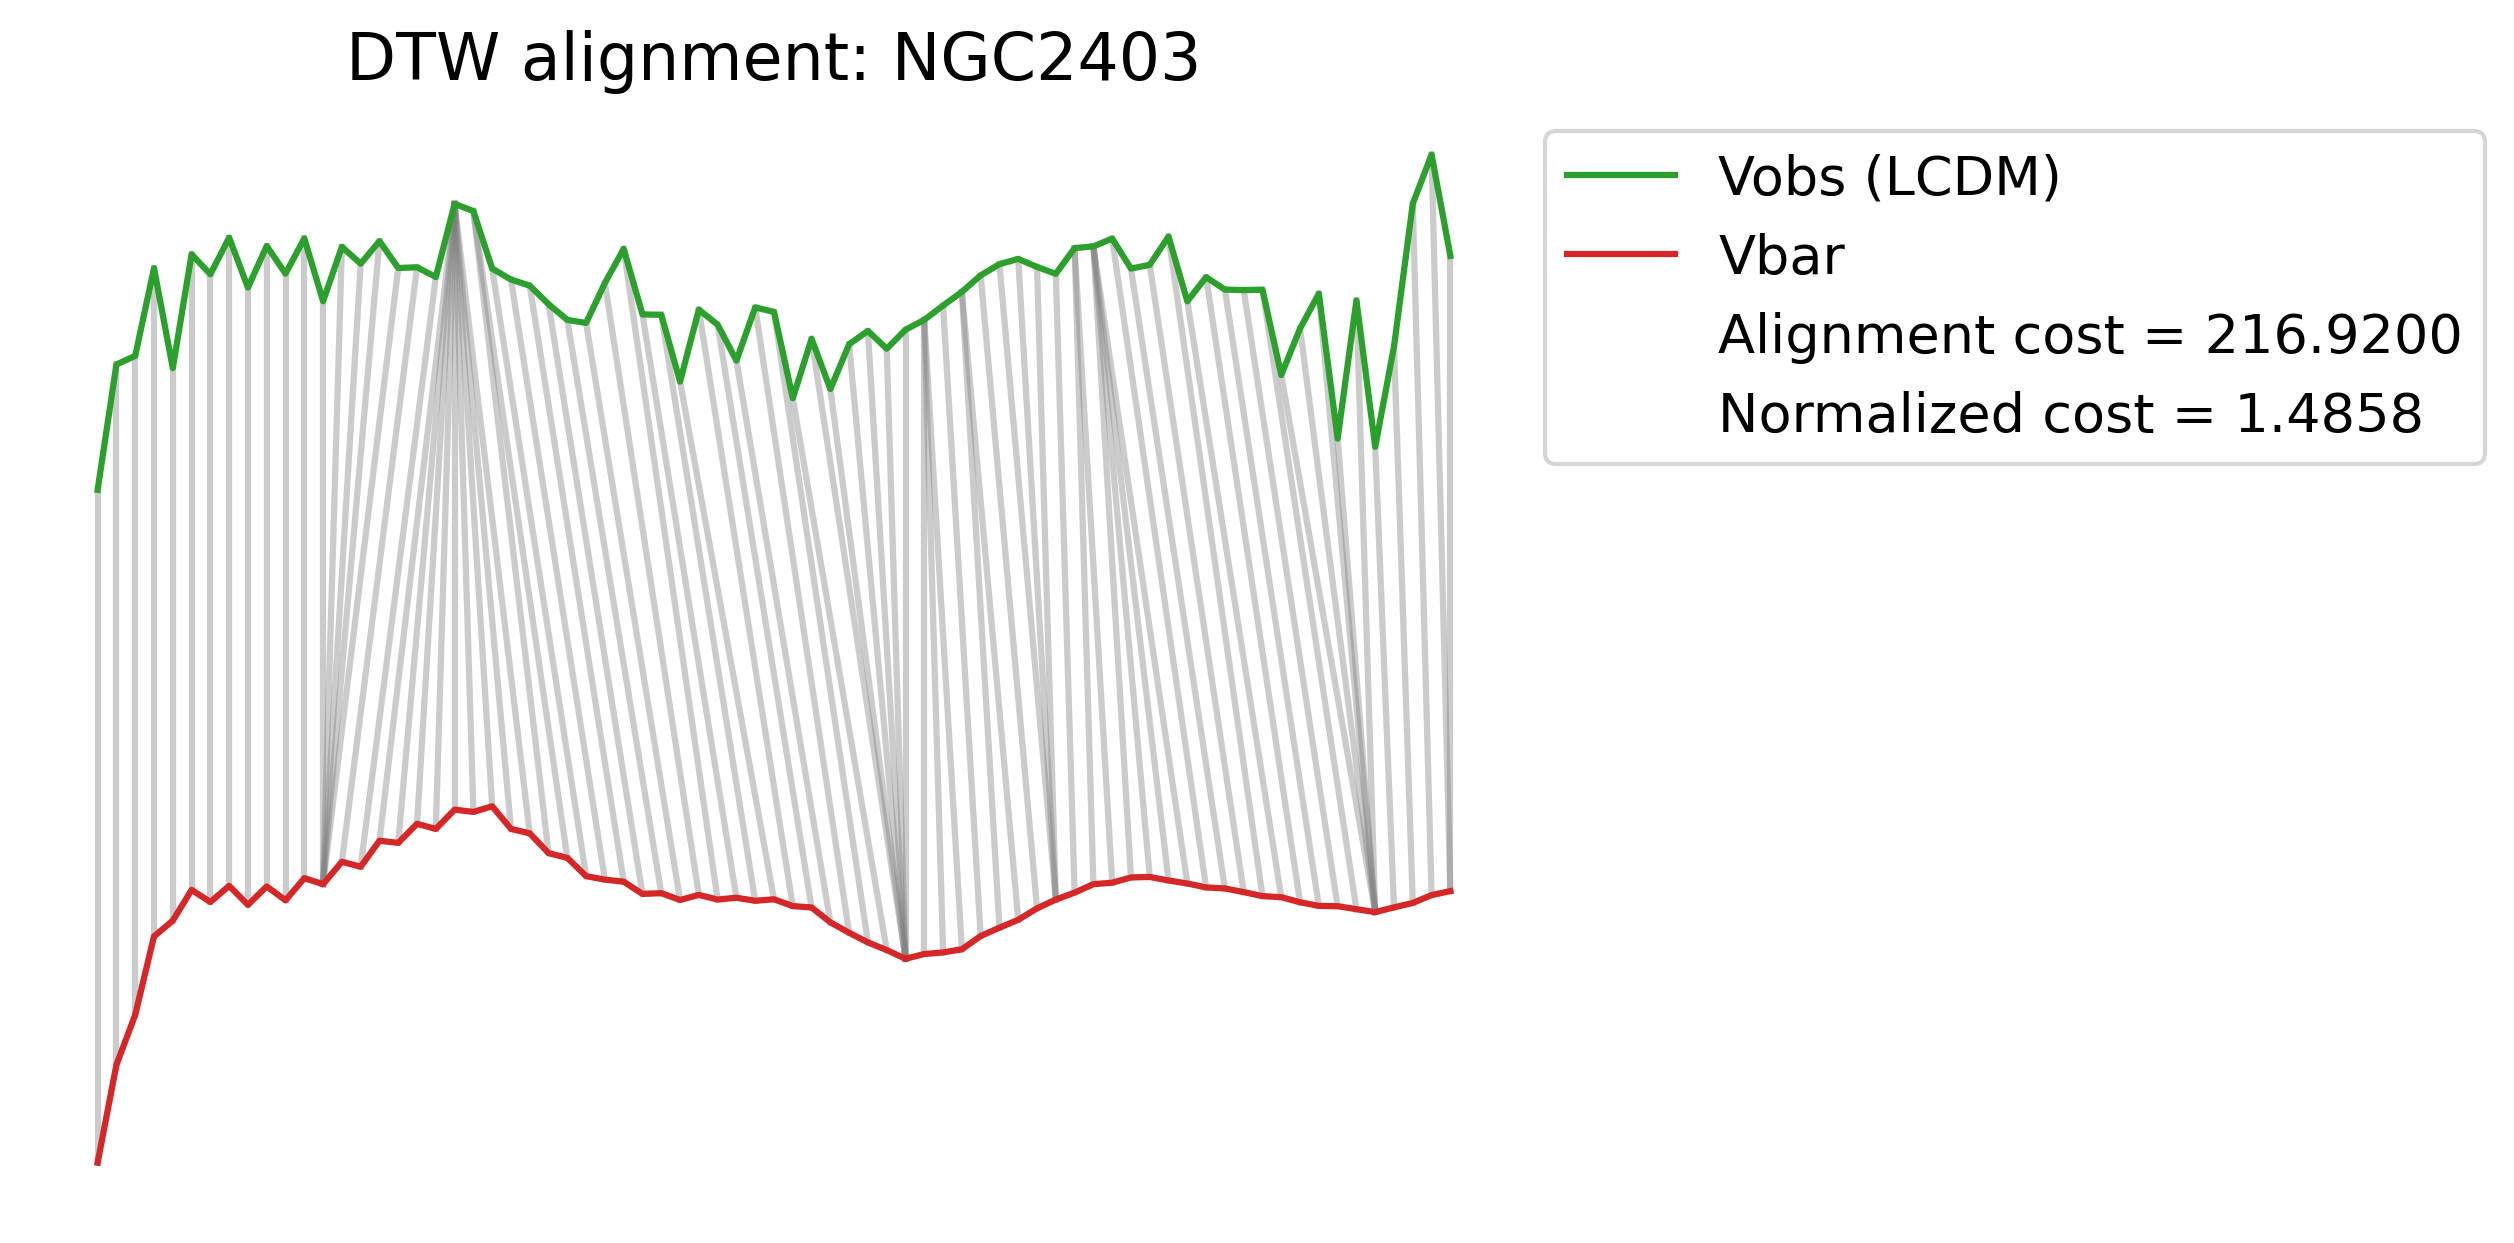 DTW alignment: NGC2403
Vobs (LCDM)
Vbar
Alignment cost = 216.9200
Normalized cost = 1.4858